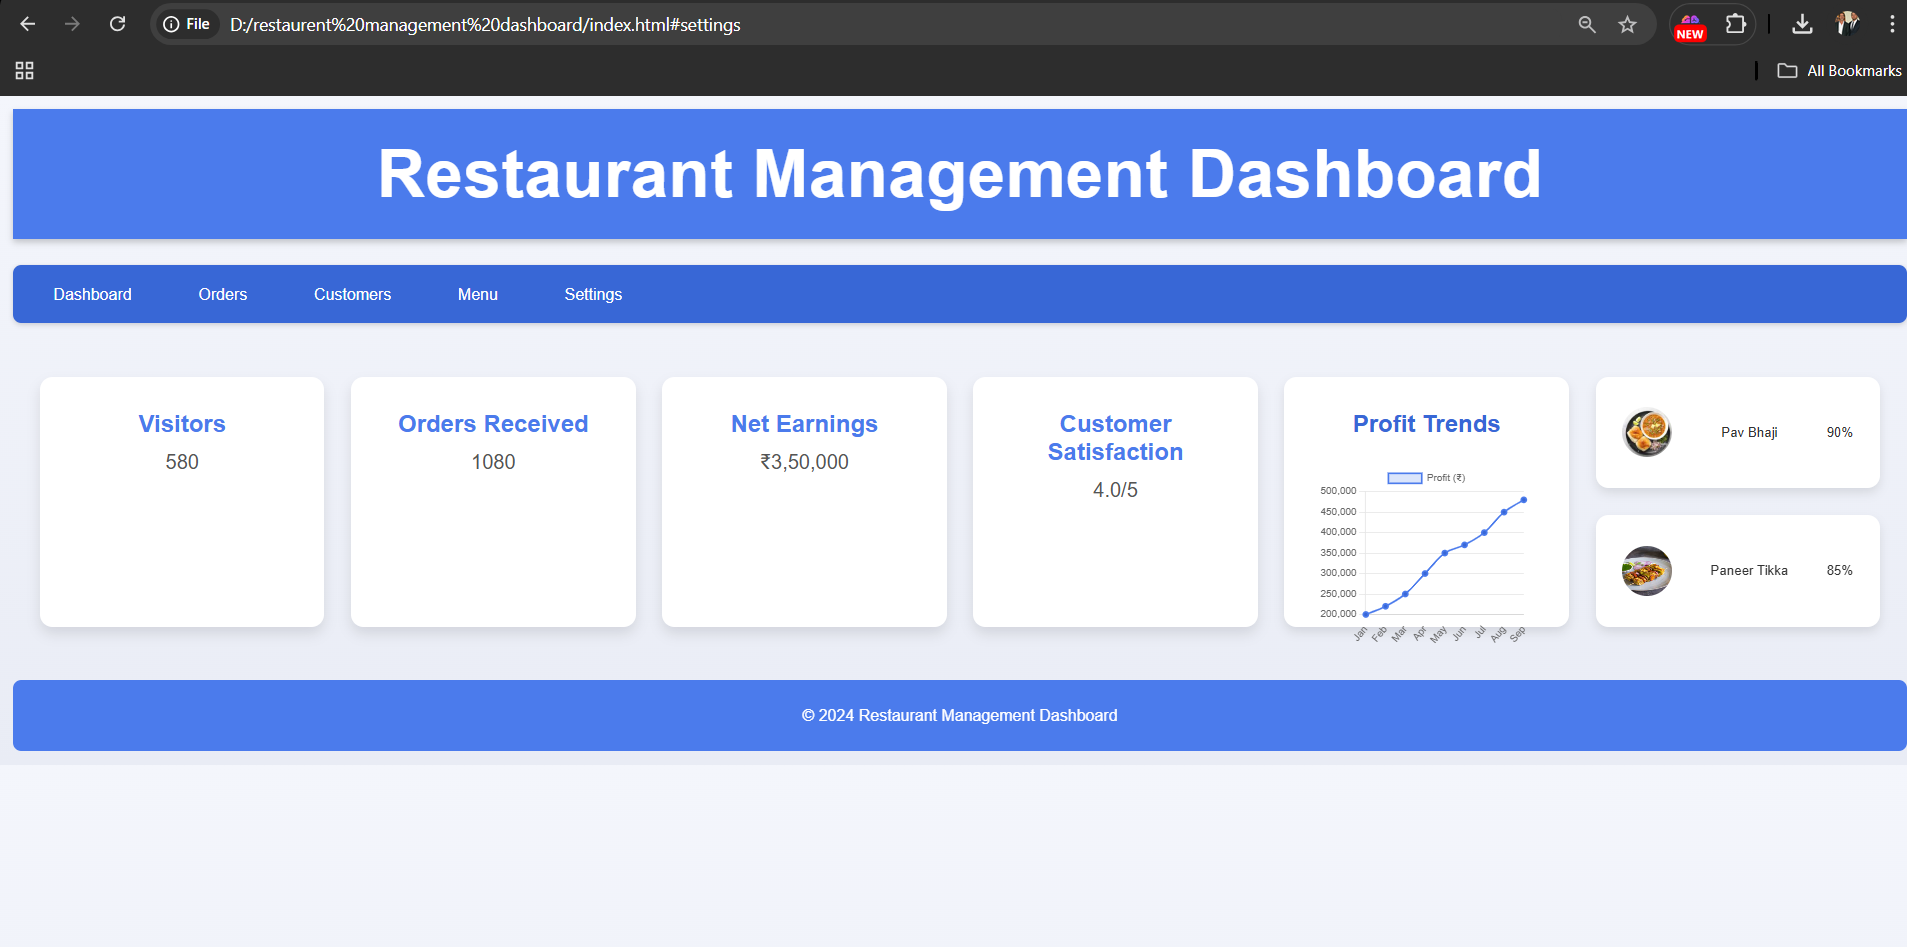 File D:/restaurent%20management%20dashboard/index.html#settings
NEW
All Bookmarks
Restaurant Management Dashboard
Dashboard Orders Customers Menu Settings
Visitors
580
Orders Received
1080
Net Earnings
₹3,50,000
Customer
Satisfaction
4.0/5
Profit Trends
Profit (₹)
500,000
450,000
400,000
350,000
300,000
250,000
200,000
Jan Feb Mar Apr May Jun Jul Aug Sep
Pav Bhaji 90%
Paneer Tikka 85%
© 2024 Restaurant Management Dashboard